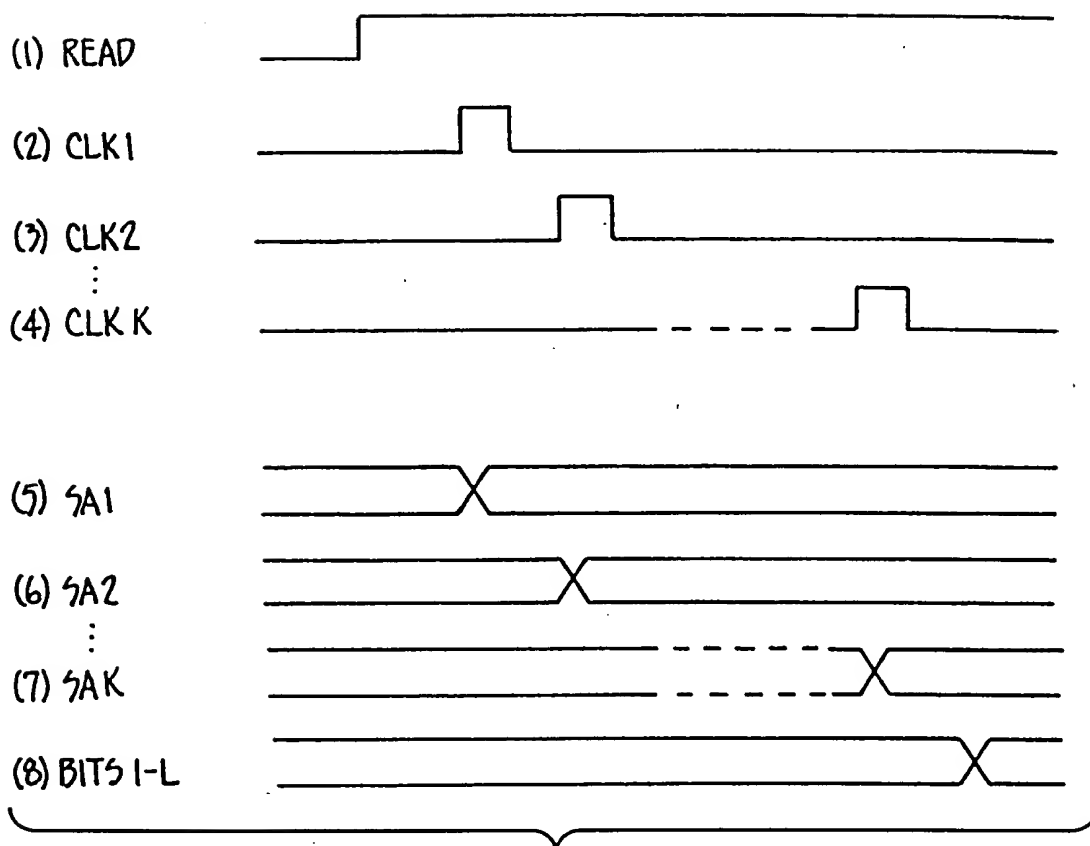 (1) READ
(2) CLK1
(3) CLK2
⋮
(4) CLK K
(5) SA1
(6) SA2
⋮
(7) SAK
(8) BITS 1-L